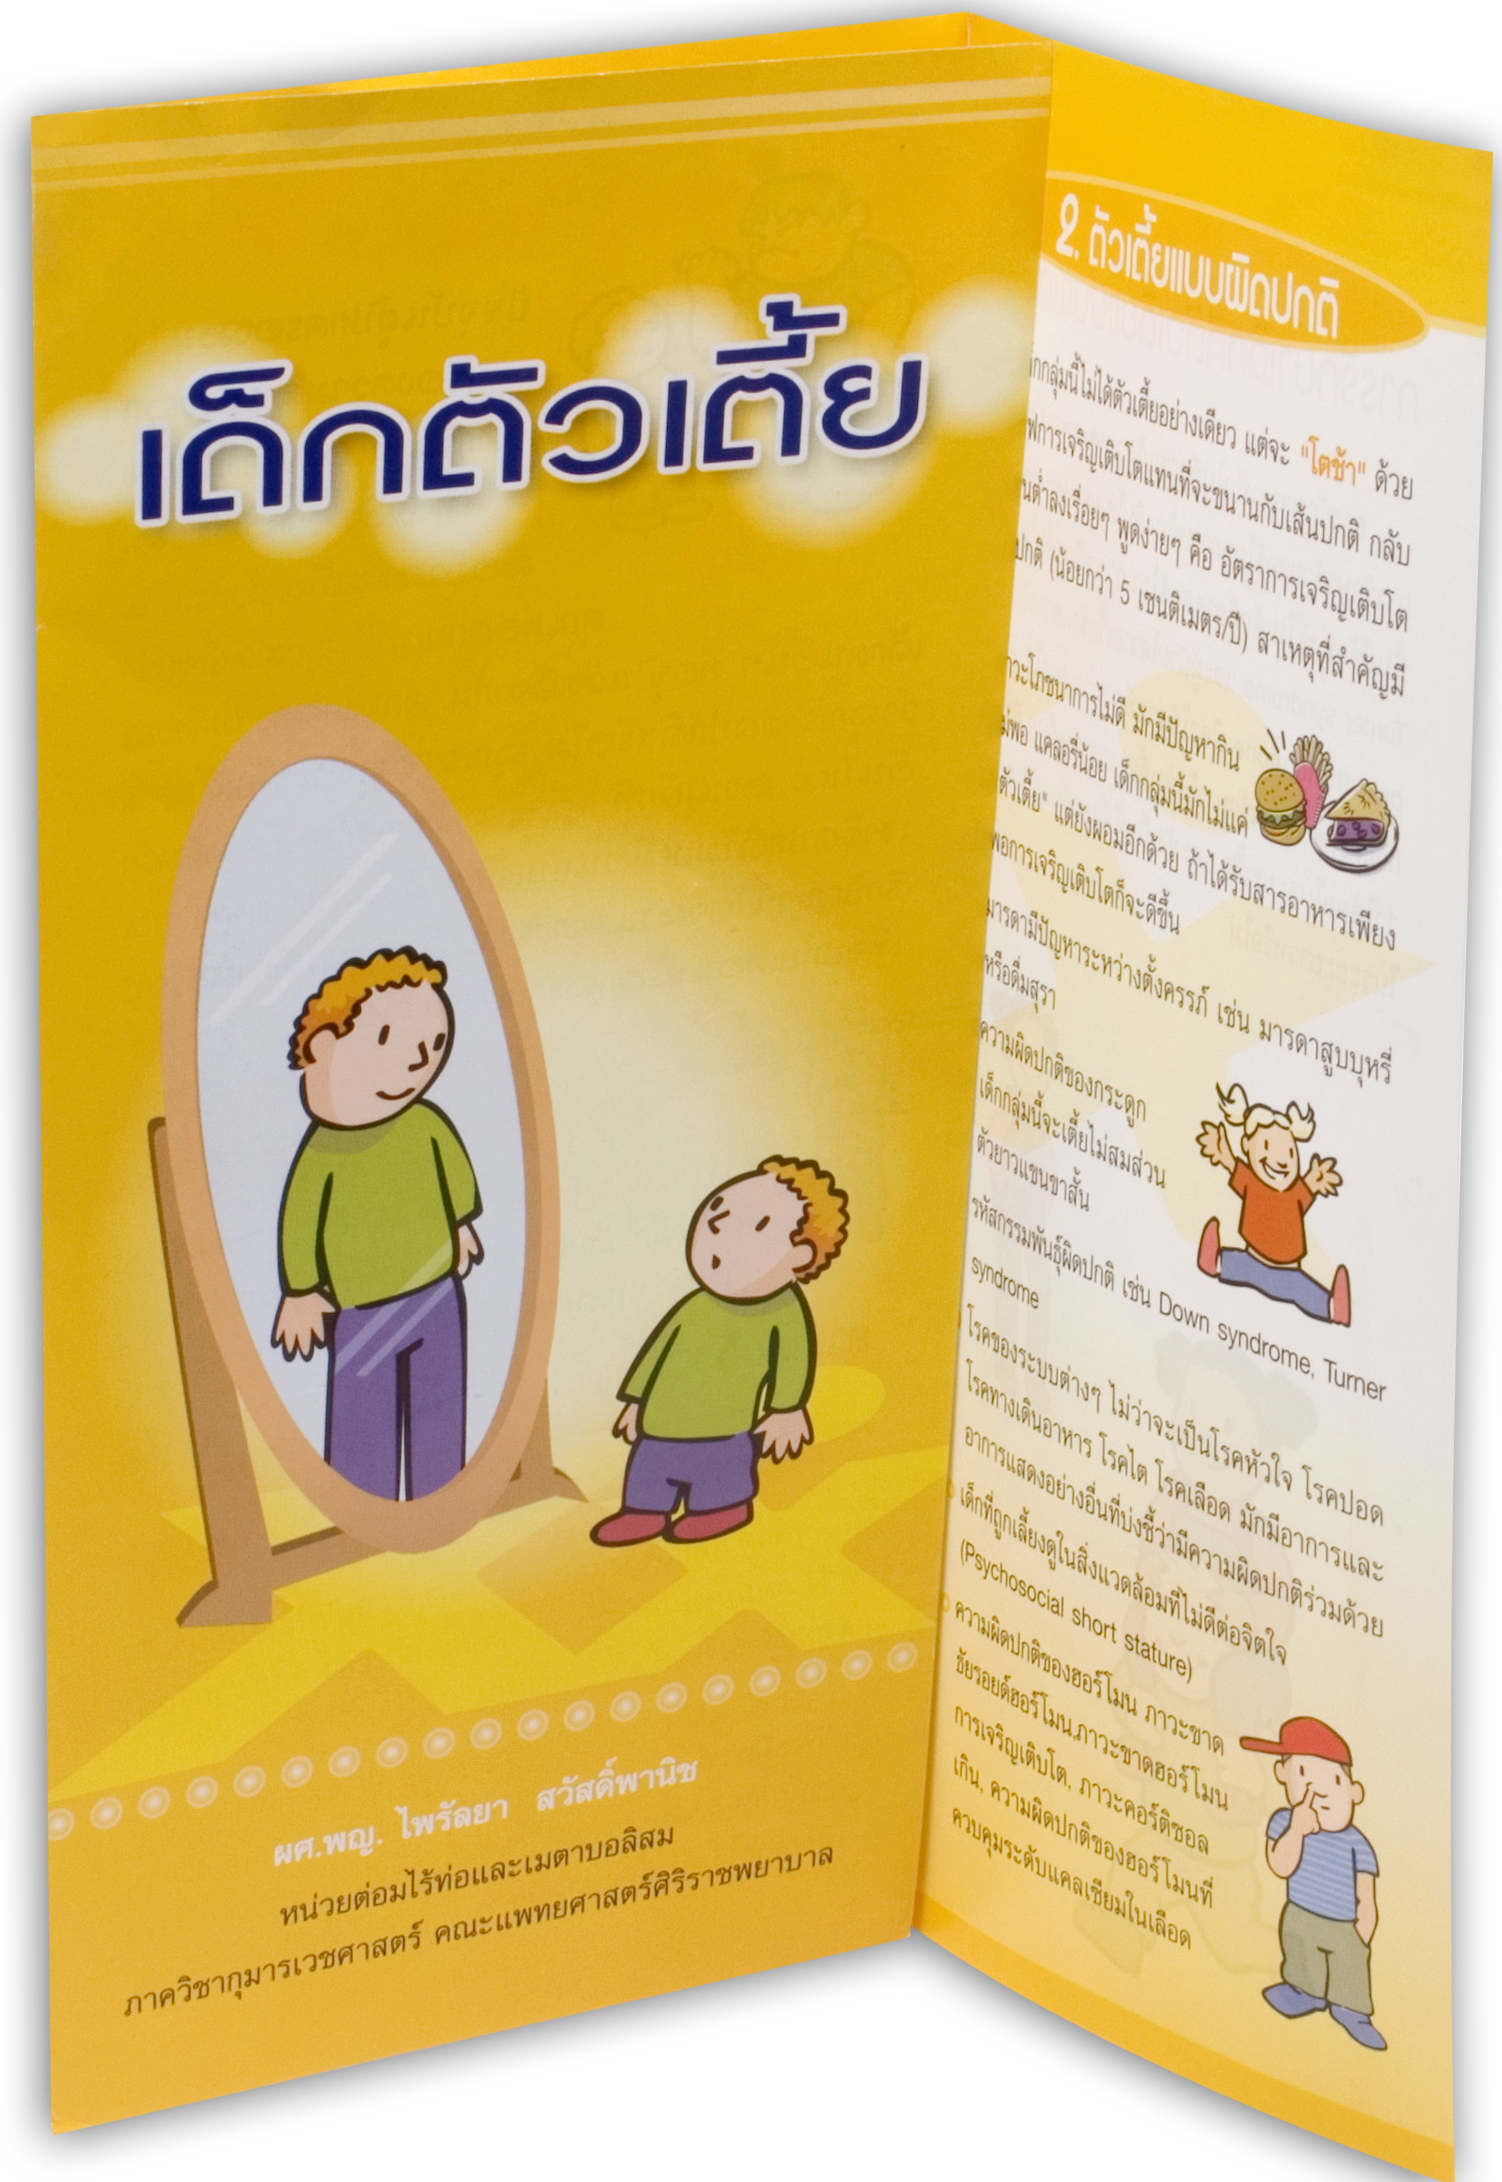 เด็กตัวเตี้ย
ผศ.พญ. ไพรัลยา สวัสดิ์พานิช
หน่วยต่อมไร้ท่อและเมตาบอลิสม
ภาควิชากุมารเวชศาสตร์ คณะแพทยศาสตร์ศิริราชพยาบาล
2. ตัวเตี้ยแบบผิดปกติ
กกลุ่มนี้ไม่ได้ตัวเตี้ยอย่างเดียว แต่จะ "โตช้า" ด้วย
ฟการเจริญเติบโตแทนที่จะขนานกับเส้นปกติ กลับ
นต่ำลงเรื่อยๆ พูดง่ายๆ คือ อัตราการเจริญเติบโต
ปกติ (น้อยกว่า 5 เซนติเมตร/ปี) สาเหตุที่สำคัญมี
าวะโภชนาการไม่ดี มักมีปัญหากิน
ม่พอ แคลอรี่น้อย เด็กกลุ่มนี้มักไม่แค่
ตัวเตี้ย" แต่ยังผอมอีกด้วย ถ้าได้รับสารอาหารเพียง
พอการเจริญเติบโตก็จะดีขึ้น
มารดามีปัญหาระหว่างตั้งครรภ์ เช่น มารดาสูบบุหรี่
หรือดื่มสุรา
ความผิดปกติของกระดูก
เด็กกลุ่มนี้จะเตี้ยไม่สมส่วน
ตัวยาวแขนขาสั้น
รหัสกรรมพันธุ์ผิดปกติ เช่น Down syndrome, Turner
syndrome
โรคของระบบต่างๆ ไม่ว่าจะเป็นโรคหัวใจ โรคปอด
โรคทางเดินอาหาร โรคไต โรคเลือด มักมีอาการและ
อาการแสดงอย่างอื่นที่บ่งชี้ว่ามีความผิดปกติร่วมด้วย
เด็กที่ถูกเลี้ยงดูในสิ่งแวดล้อมที่ไม่ดีต่อจิตใจ
(Psychosocial short stature)
ความผิดปกติของฮอร์โมน ภาวะขาด
ธัยรอยด์ฮอร์โมน,ภาวะขาดฮอร์โมน
การเจริญเติบโต, ภาวะคอร์ติซอล
เกิน, ความผิดปกติของฮอร์โมนที่
ควบคุมระดับแคลเซียมในเลือด